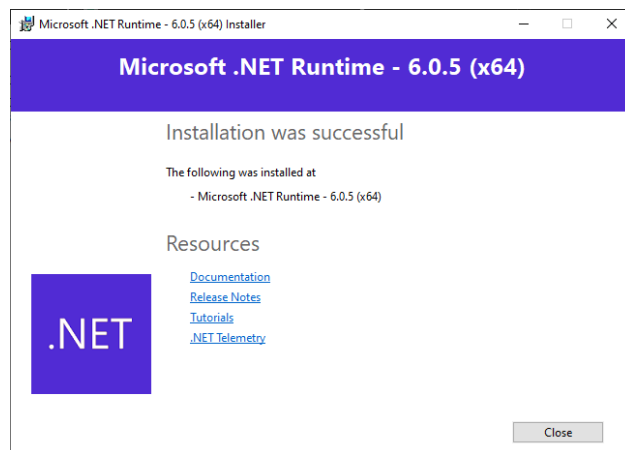 Microsoft .NET Runtime - 6.0.5 (x64) Installer
Microsoft .NET Runtime - 6.0.5 (x64)
Installation was successful
The following was installed at
- Microsoft .NET Runtime - 6.0.5 (x64)
Resources
Documentation
Release Notes
Tutorials
.NET Telemetry
.NET
Close